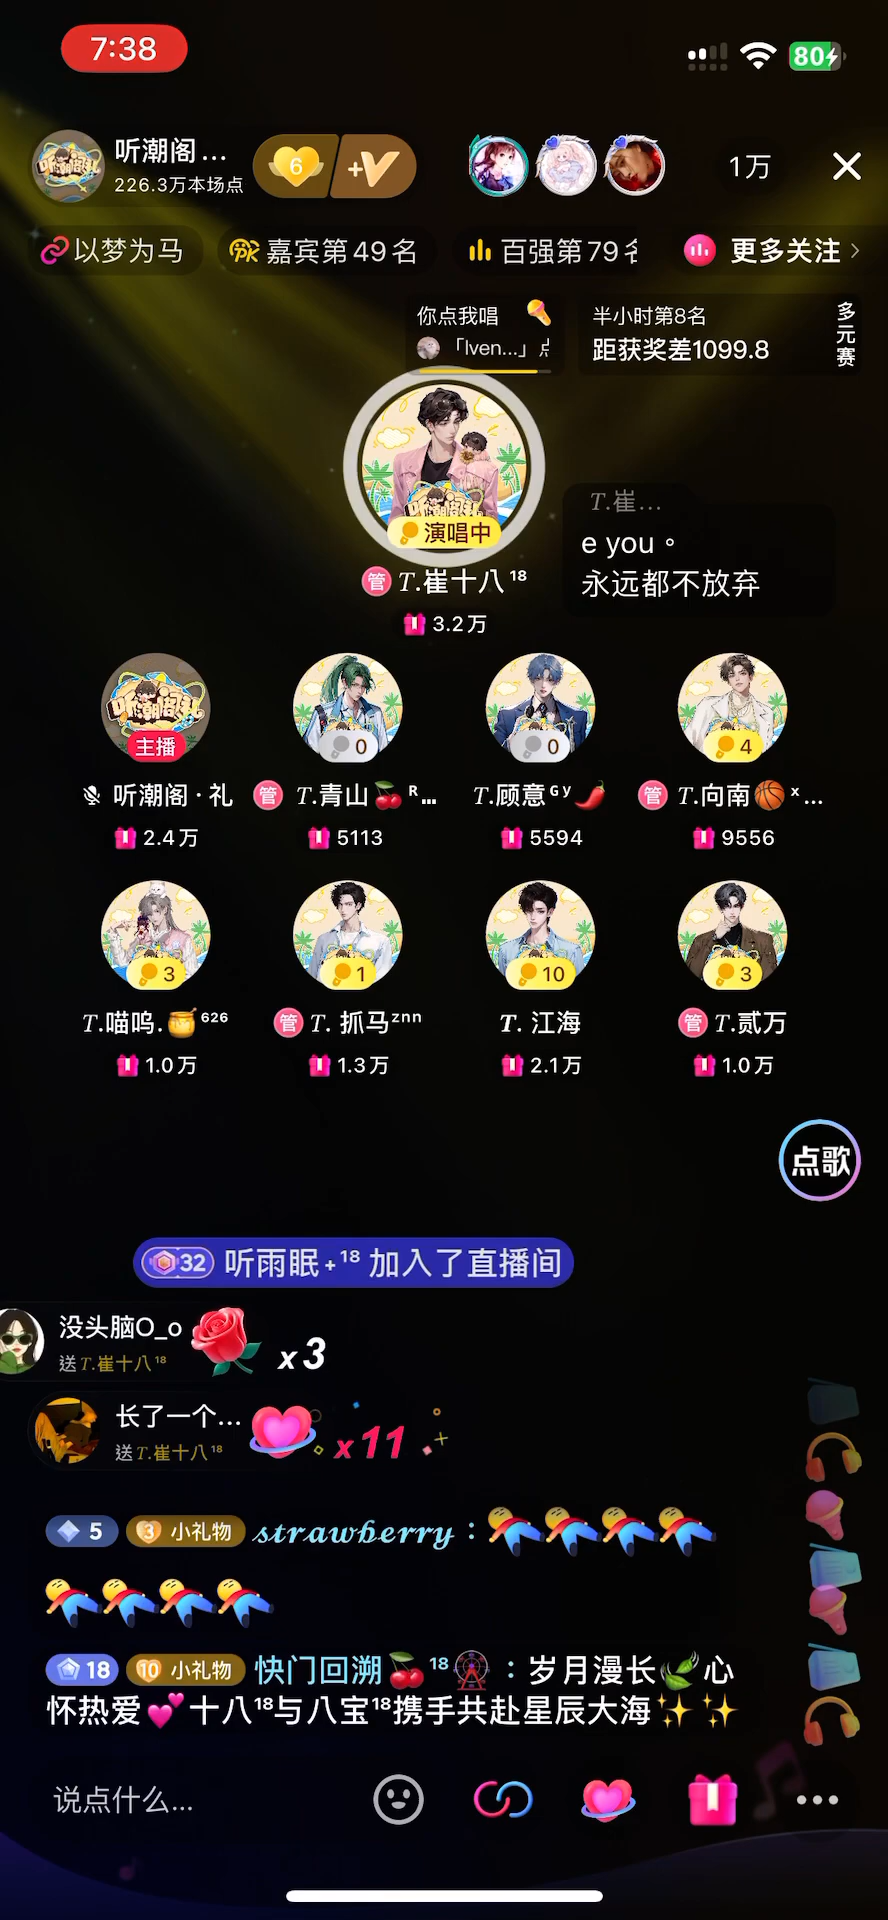 7:38
80
听潮阁...
226.3万本场点
6
+V
1万
以梦为马
PK 嘉宾第49名
百强第79名
更多关注 >
你点我唱
「Iven...」点
半小时第8名
距获奖差1099.8
多元赛
演唱中
管 T.崔十八¹⁸
3.2万
T.崔...
e you。
永远都不放弃
听潮阁礼
主播
0
0
4
听潮阁·礼
管 T.青山🍒ᴿ...
T.顾意ᴳʸ🌶️
管 T.向南🏀ˣ...
2.4万
5113
5594
9556
3
1
10
3
T.喵呜.🍯⁶²⁶
管 T. 抓马ᶻⁿⁿ
T. 江海
管 T.贰万
1.0万
1.3万
2.1万
1.0万
点歌
32 听雨眠₊¹⁸ 加入了直播间
没头脑O_o
送 T.崔十八¹⁸
x3
长了一个...
送 T.崔十八¹⁸
x11
5 3 小礼物 𝓼𝓽𝓻𝓪𝔀𝓫𝓮𝓻𝓻𝔂：
18 10 小礼物 快门回溯🍒¹⁸🎡：岁月漫长🍃心
怀热爱💕十八¹⁸与八宝¹⁸携手共赴星辰大海✨✨
说点什么...